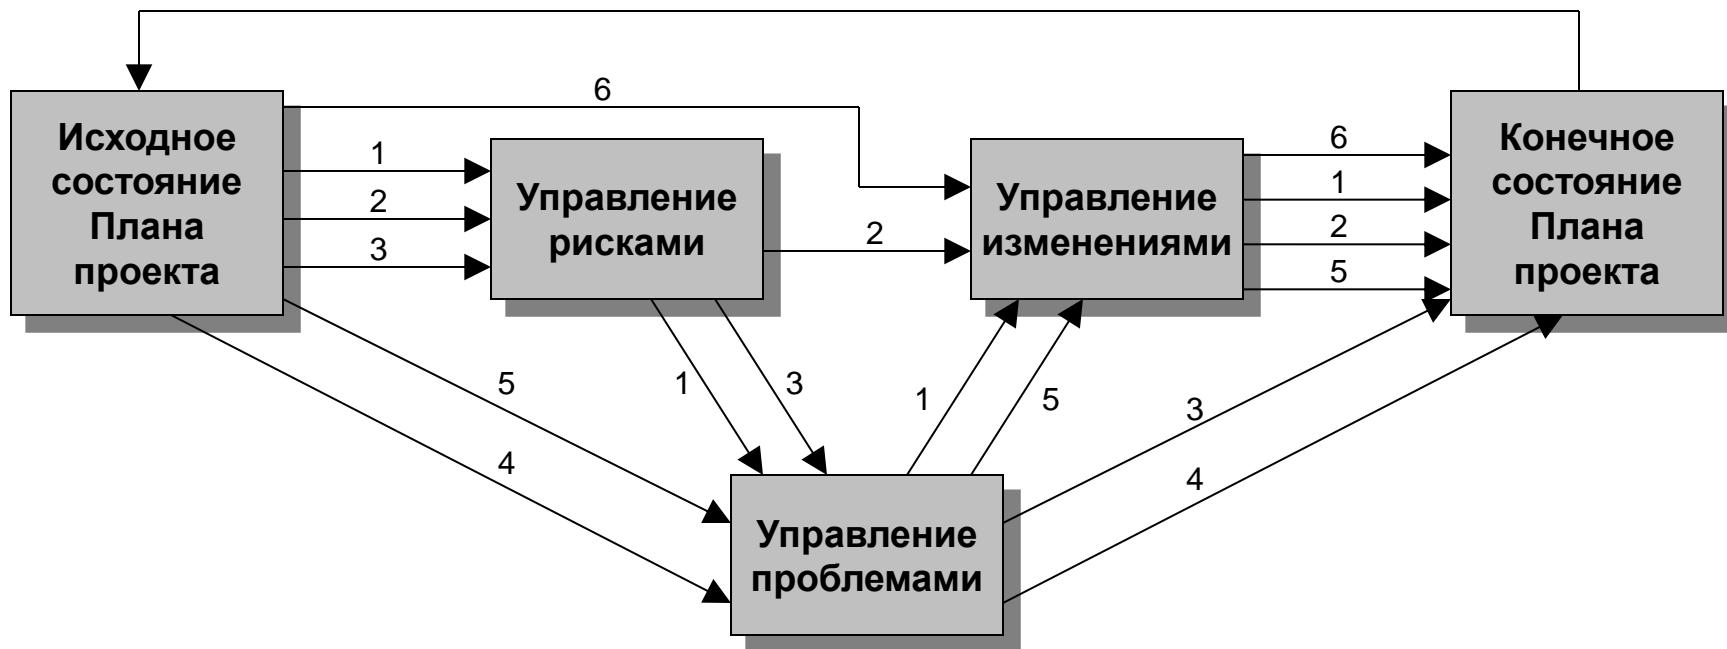 6
Исходное
состояние
Плана
проекта
1
2
3
Управление
рисками
2
Управление
изменениями
6
1
2
5
Конечное
состояние
Плана
проекта
5
4
1
3
1
5
3
4
Управление
проблемами